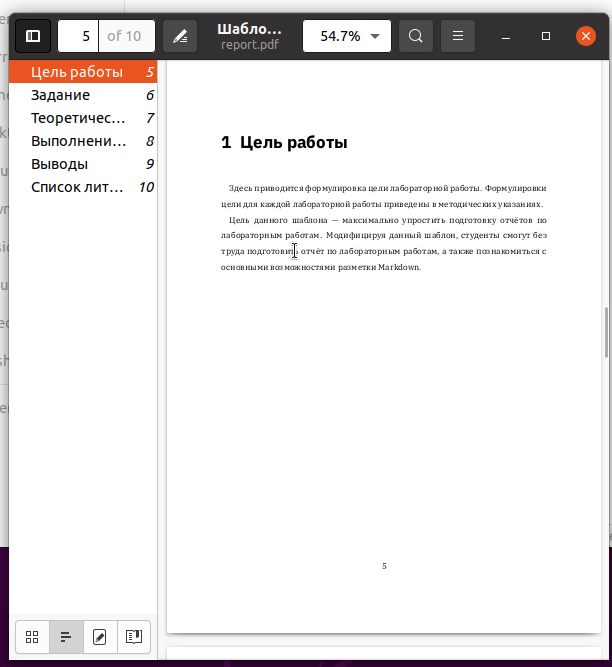 5 of 10
Шабло...
report.pdf
54.7%
Цель работы 5
Задание 6
Теоретичес... 7
Выполнени... 8
Выводы 9
Список лит... 10
1 Цель работы
Здесь приводится формулировка цели лабораторной работы. Формулировки
цели для каждой лабораторной работы приведены в методических указаниях.
Цель данного шаблона — максимально упростить подготовку отчётов по
лабораторным работам. Модифицируя данный шаблон, студенты смогут без
труда подготовить отчёт по лабораторным работам, а также познакомиться с
основными возможностями разметки Markdown.
5